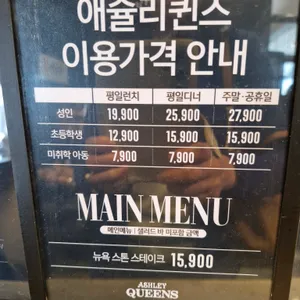 애슐리퀸스
이용가격 안내
평일런치 평일디너 주말·공휴일
성인 19,900 25,900 27,900
초등학생 12,900 15,900 15,900
미취학 아동 7,900 7,900 7,900
MAIN MENU
메인메뉴 | 샐러드 바 미포함 금액
뉴욕 스톤 스테이크 15,900
ASHLEY
QUEENS